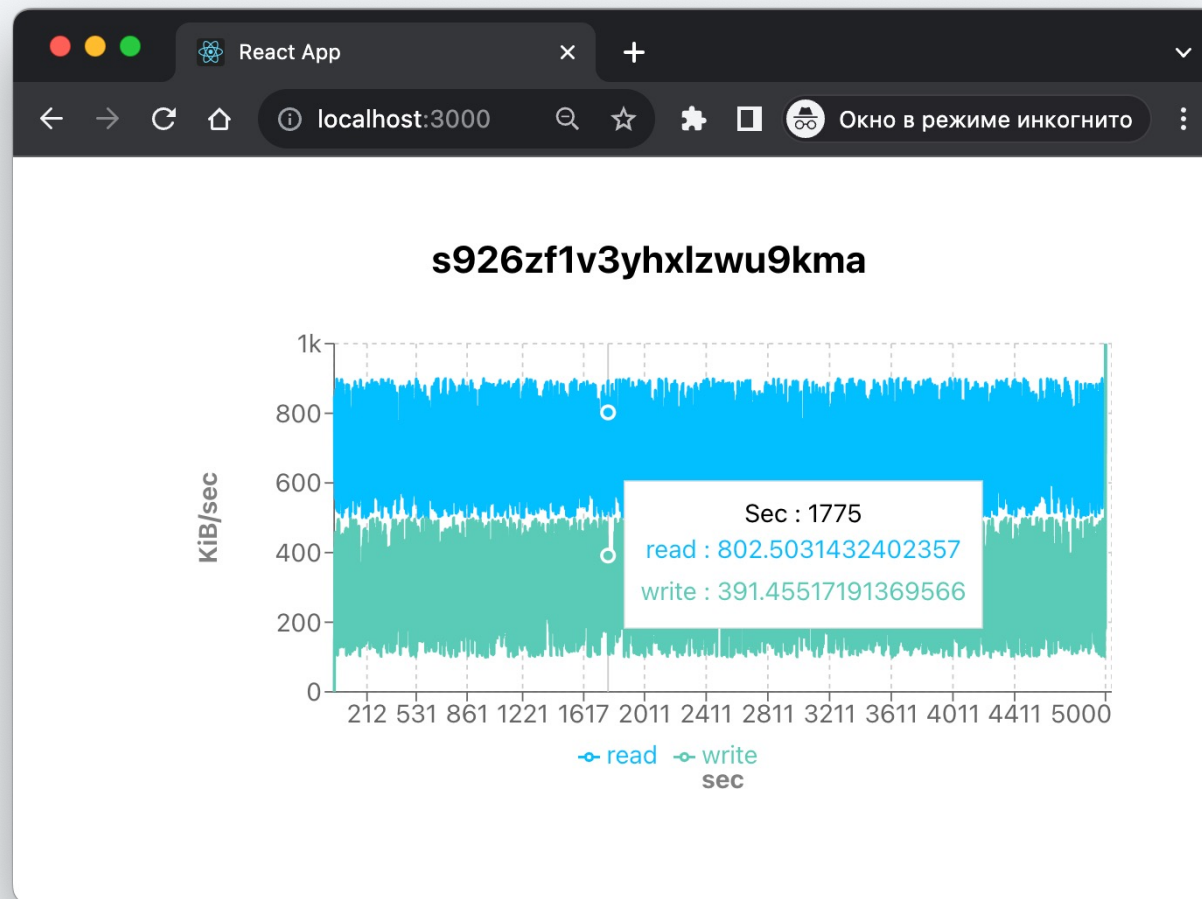 React App
localhost:3000
Окно в режиме инкогнито
s926zf1v3yhxlzwu9kma
1k
800
600
400
200
0
KiB/sec
Sec : 1775
read : 802.5031432402357
write : 391.45517191369566
212 531 861 1221 1617 2011 2411 2811 3211 3611 4011 4411 5000
read write
sec